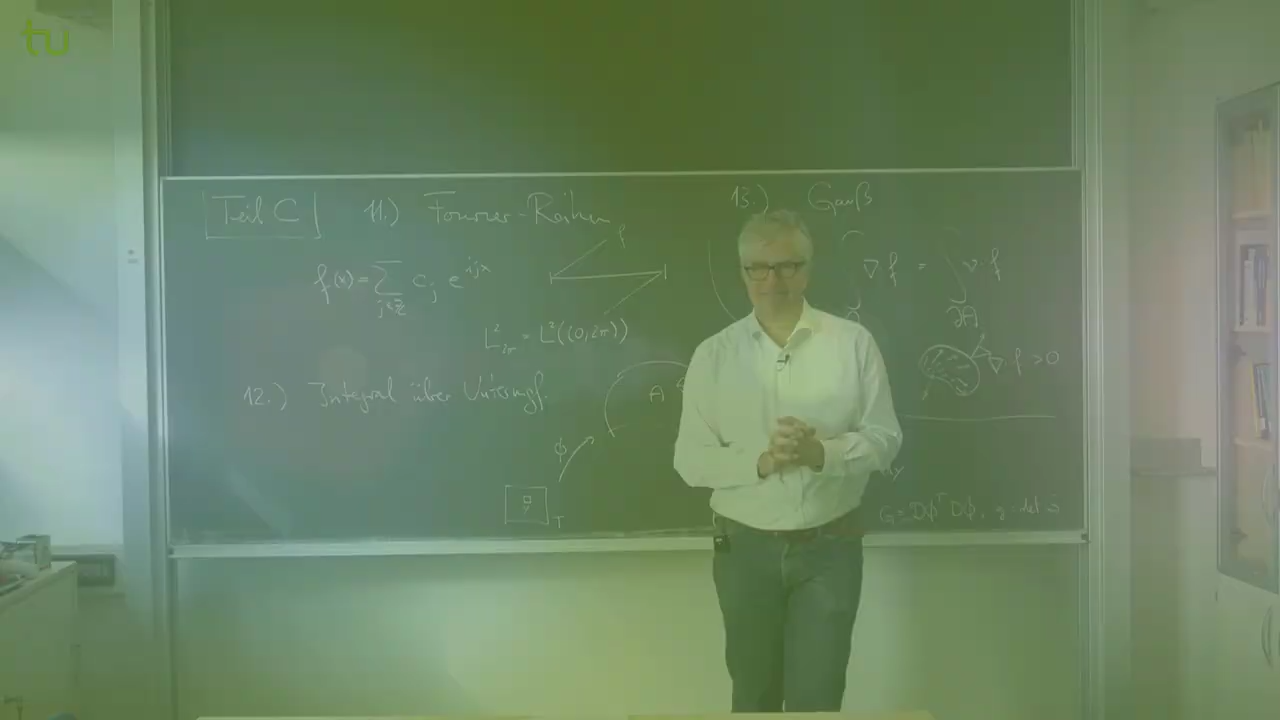 tu
Teil C 11.) Fourier-Reihen
f(x) = ∑ c_j e^{ijx}
j∈ℤ
f
L²_{2π} = L²((0,2π))
12.) Integral über Untermgf.
A
ϕ
T
13.) Gauß
∫ ∇·f = ∫ ν·f
∂A
∇·f >0
G = Dϕ^T Dϕ, g = det G